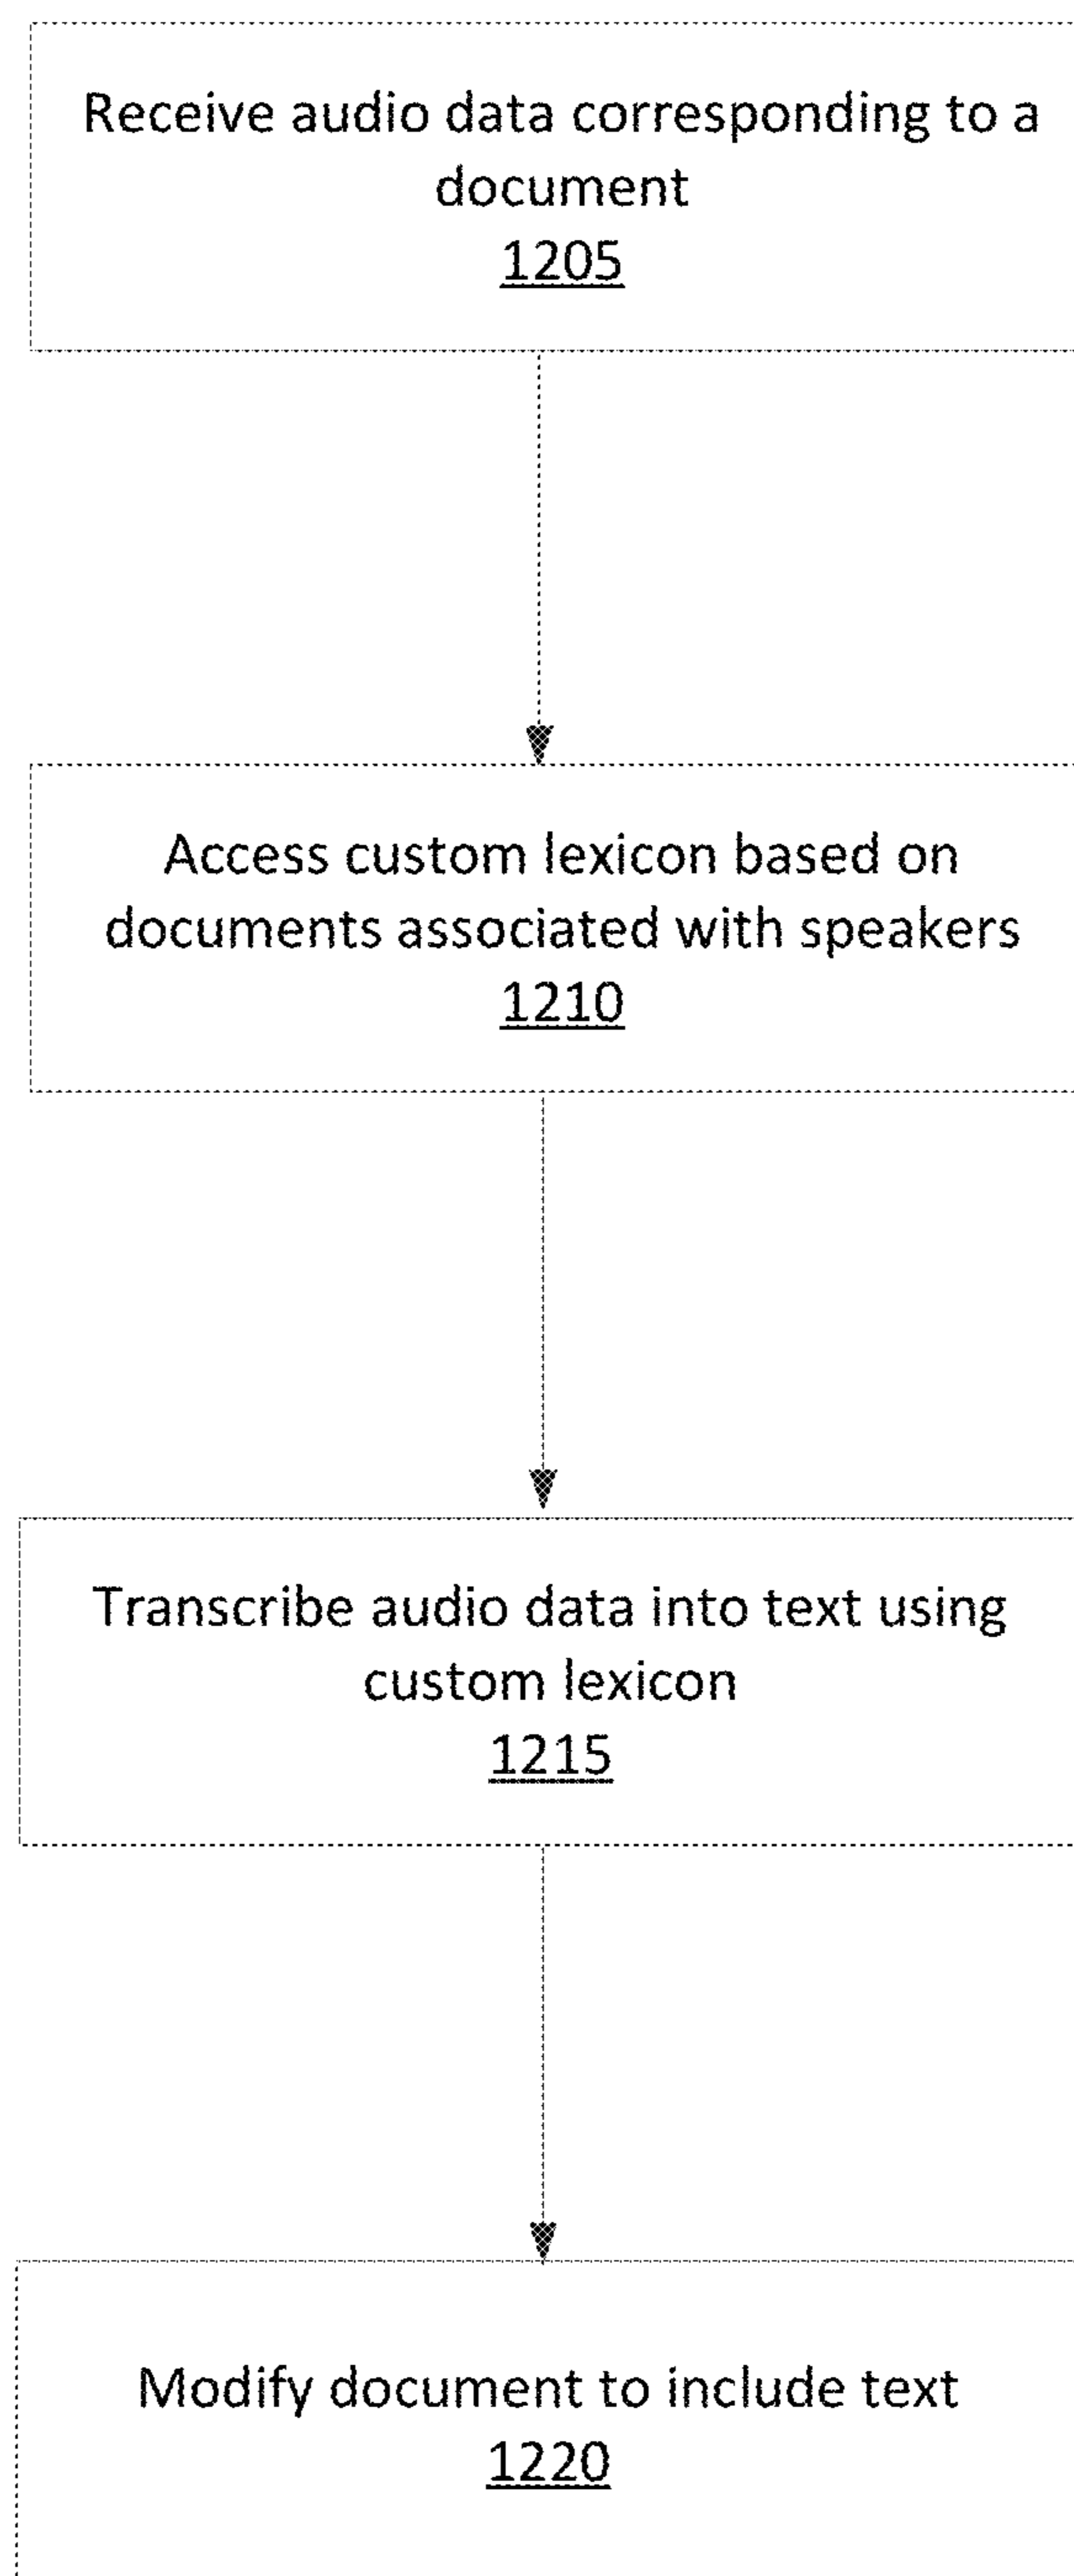 Receive audio data corresponding to a
document
1205
Access custom lexicon based on
documents associated with speakers
1210
Transcribe audio data into text using
custom lexicon
1215
Modify document to include text
1220